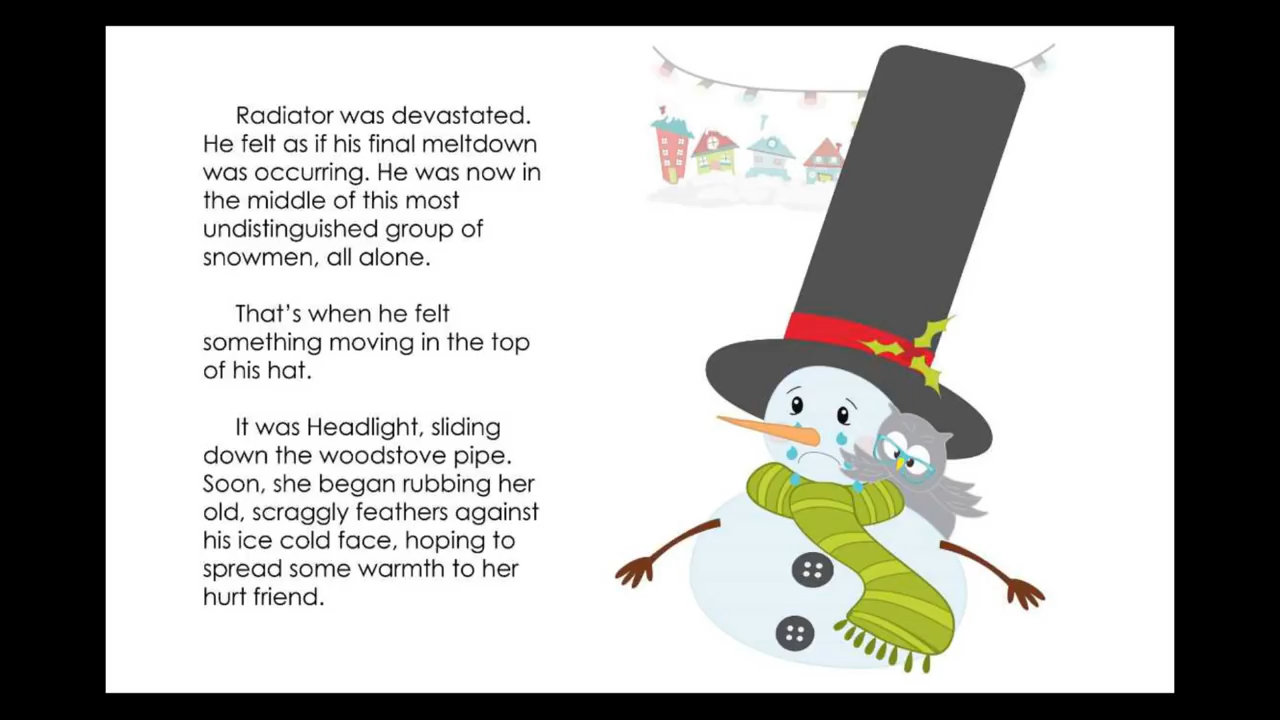 Radiator was devastated.
He felt as if his final meltdown
was occurring. He was now in
the middle of this most
undistinguished group of
snowmen, all alone.
That's when he felt
something moving in the top
of his hat.
It was Headlight, sliding
down the woodstove pipe.
Soon, she began rubbing her
old, scraggly feathers against
his ice cold face, hoping to
spread some warmth to her
hurt friend.